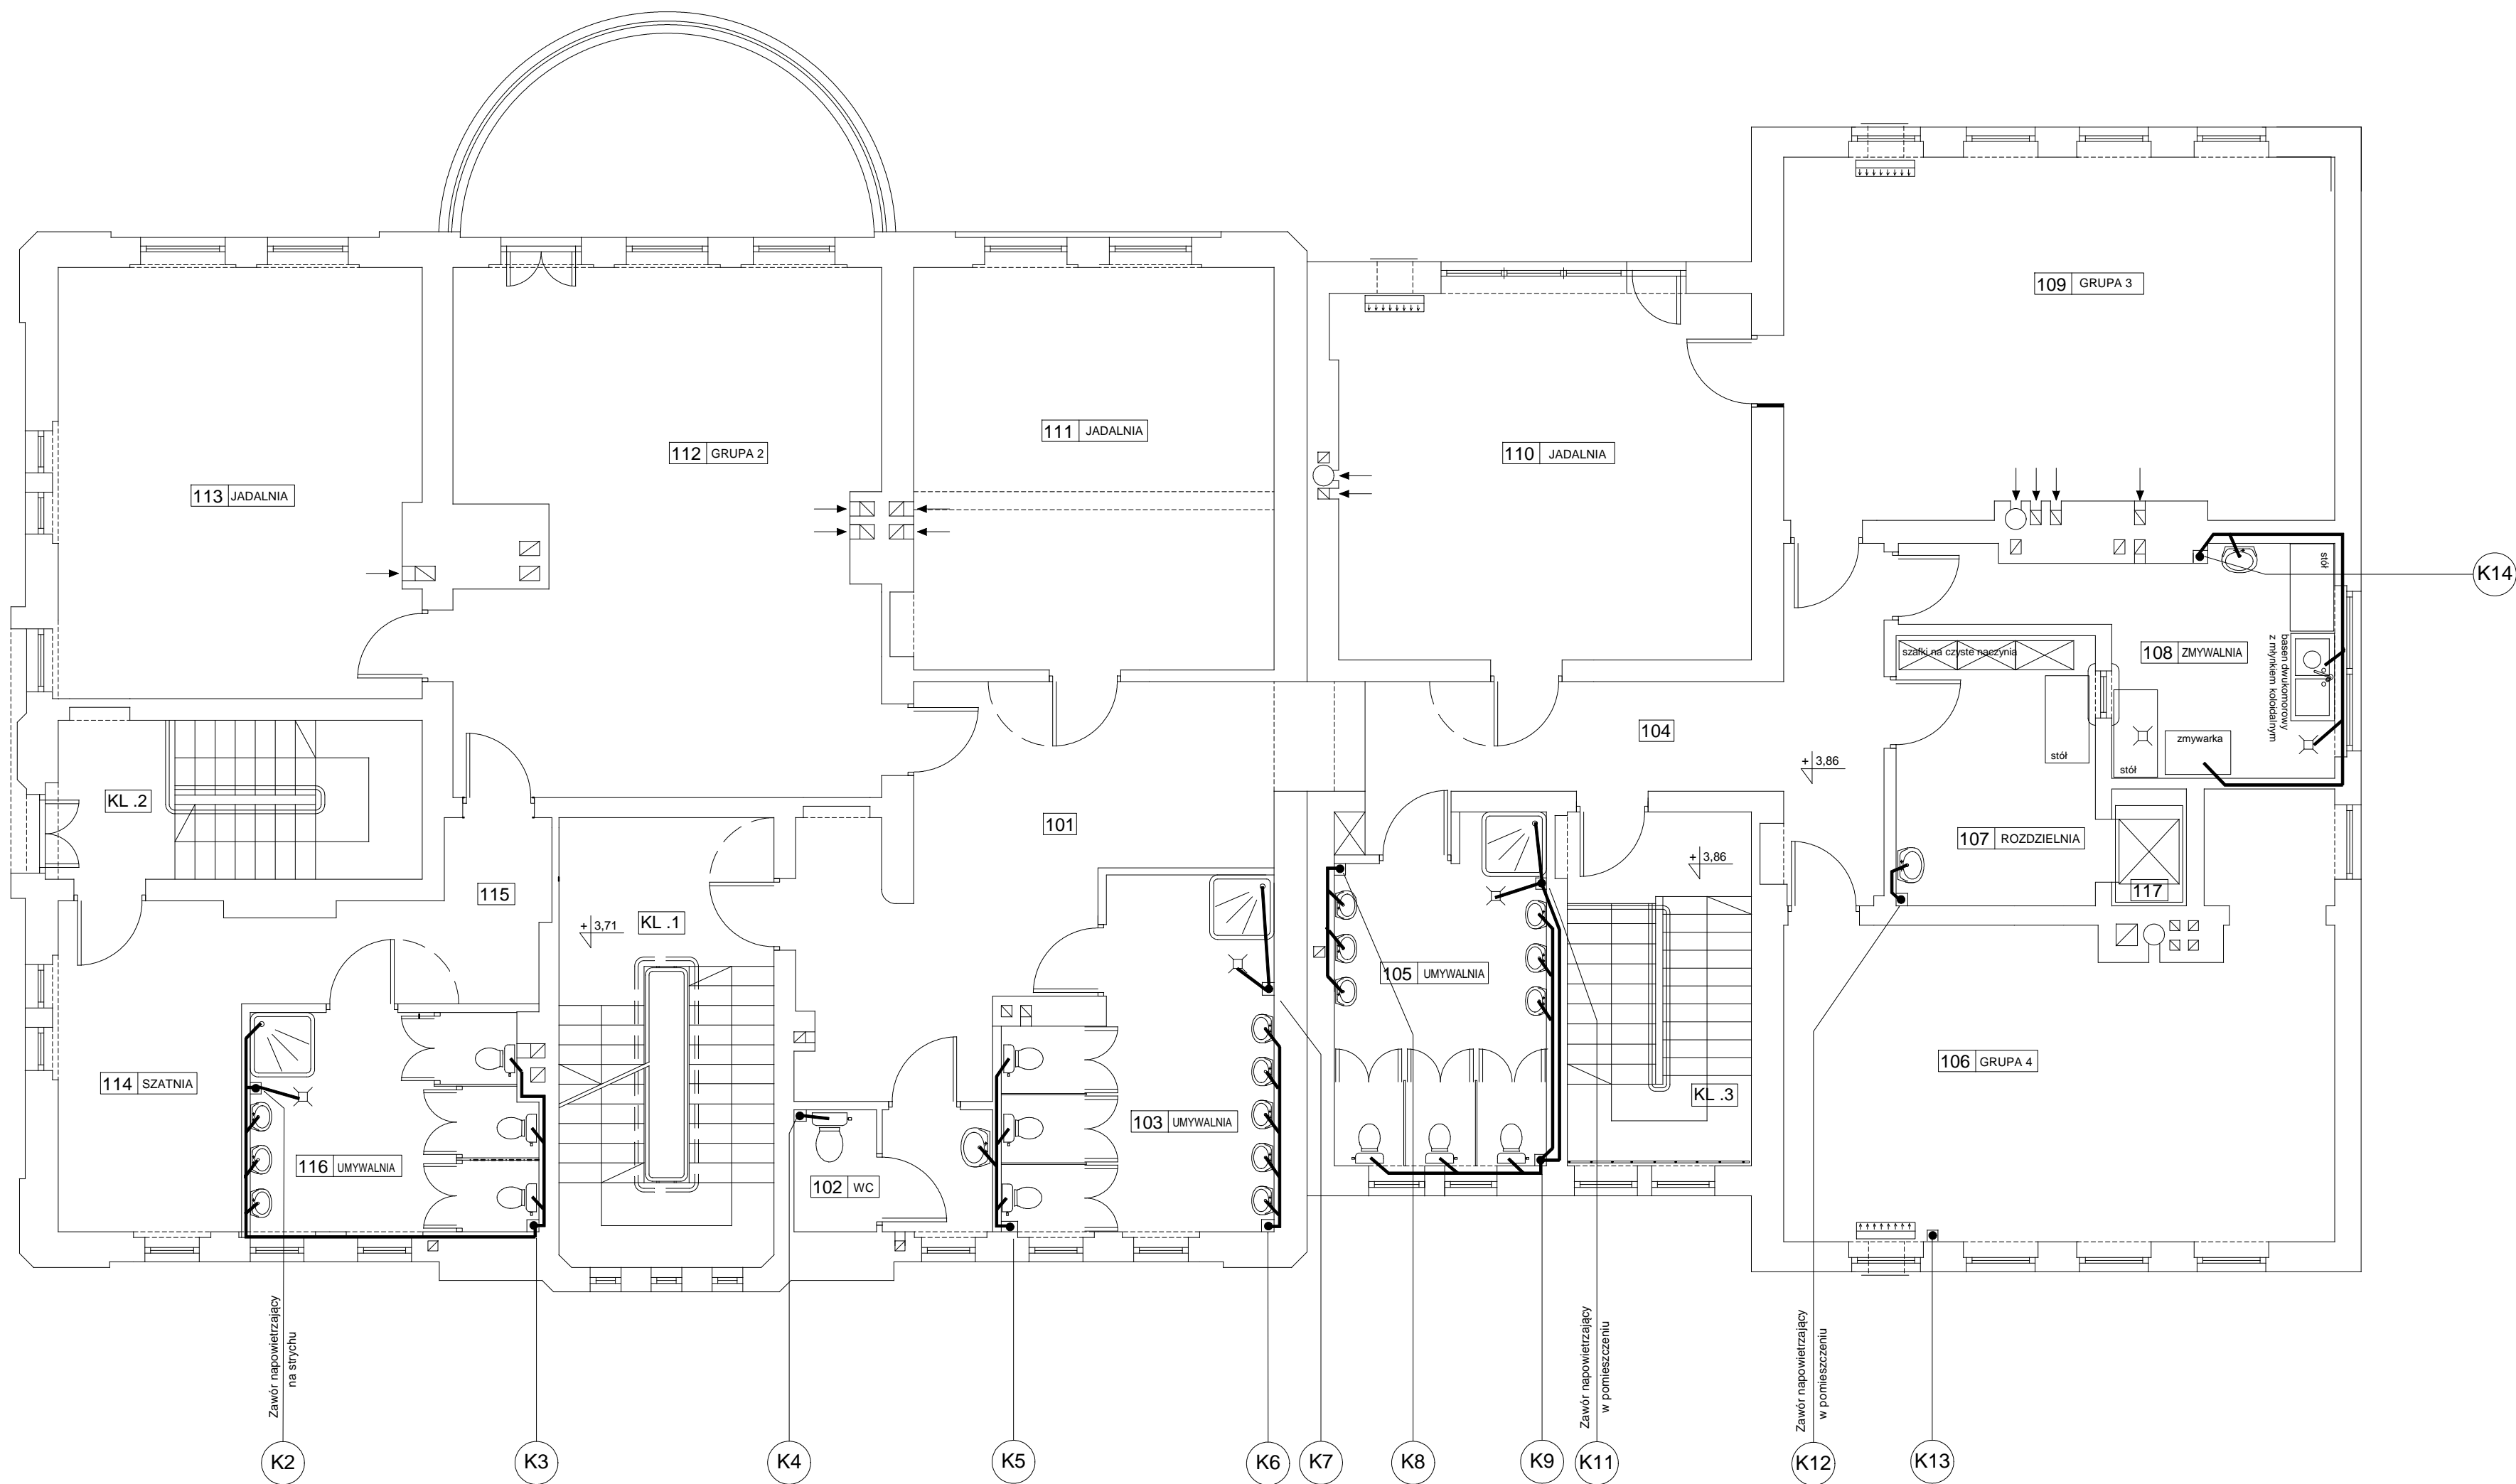 109 GRUPA 3
111 JADALNIA
112 GRUPA 2
110 JADALNIA
113 JADALNIA
stół
K14
szafki na czyste naczynia
108 ZMYWALNIA
basen dwukomorowy
z młynkiem koloidalnym
104
zmywarka
stół
stół
+ 3,86
KL .2
101
107 ROZDZIELNIA
+ 3,86
117
115
KL .1
+ 3,71
105 UMYWALNIA
106 GRUPA 4
114 SZATNIA
KL .3
103 UMYWALNIA
116 UMYWALNIA
102 WC
Zawór napowietrzający
na strychu
Zawór napowietrzający
w pomieszczeniu
Zawór napowietrzający
w pomieszczeniu
K2
K3
K4
K5
K6
K7
K8
K9
K11
K12
K13